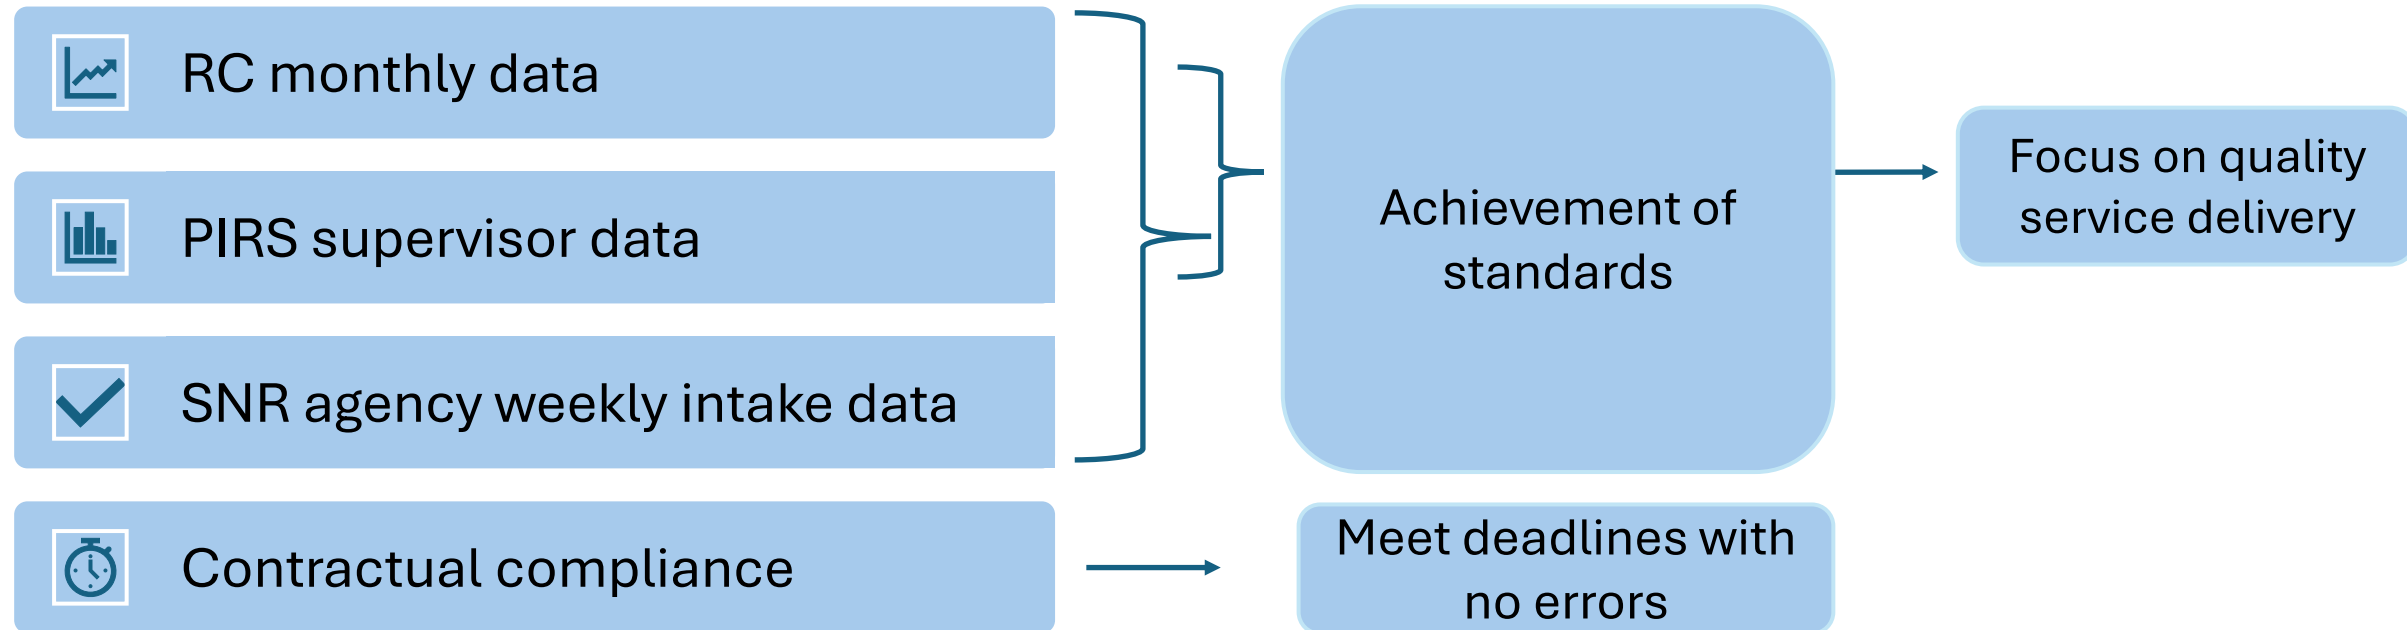 RC monthly data
PIRS supervisor data
SNR agency weekly intake data
Contractual compliance
Achievement of
standards
Focus on quality
service delivery
Meet deadlines with
no errors